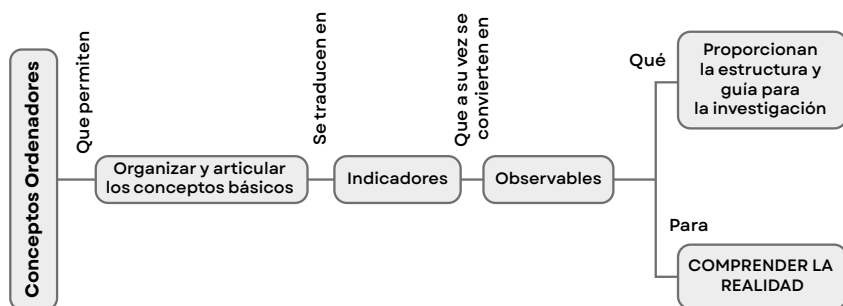 Conceptos Ordenadores
Que permiten
Organizar y articular
los conceptos básicos
Se traducen en
Indicadores
Que a su vez se
convierten en
Observables
Qué
Proporcionan
la estructura y
guía para
la investigación
Para
COMPRENDER LA
REALIDAD